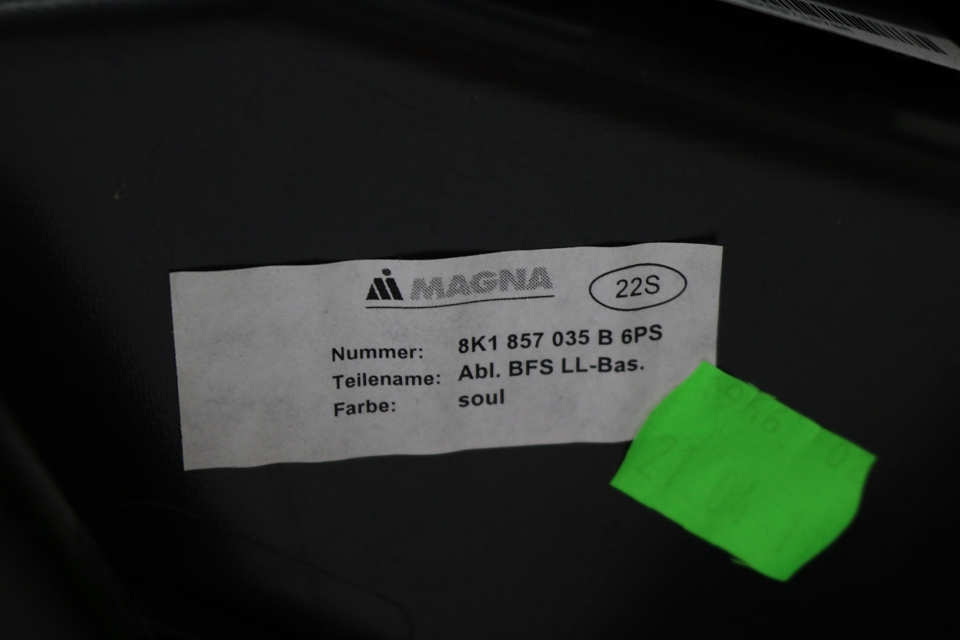 MAGNA
22S
Nummer: 8K1 857 035 B 6PS
Teilename: Abl. BFS LL-Bas.
Farbe: soul